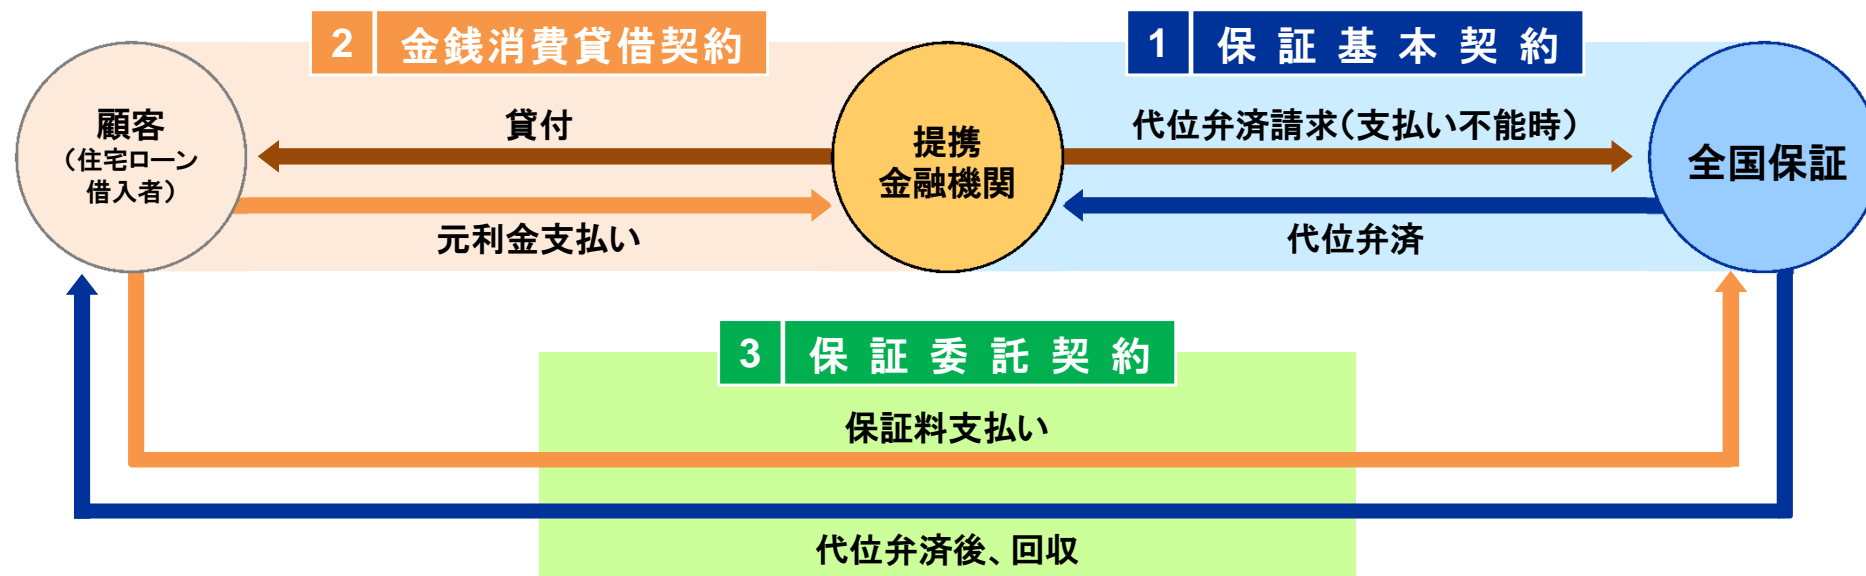 2 金銭消費貸借契約
1 保証基本契約
顧客
（住宅ローン
借入者）
貸付
元利金支払い
提携
金融機関
代位弁済請求（支払い不能時）
代位弁済
全国保証
3 保証委託契約
保証料支払い
代位弁済後、回収